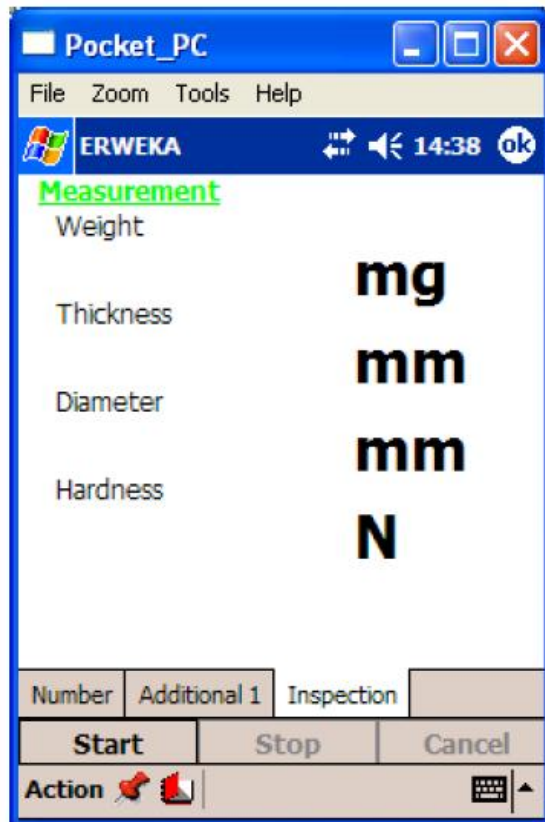 Pocket_PC
File Zoom Tools Help
ERWEKA 14:38 ok
Measurement
Weight
mg
Thickness
mm
Diameter
mm
Hardness
N
Number Additional 1 Inspection
Start Stop Cancel
Action